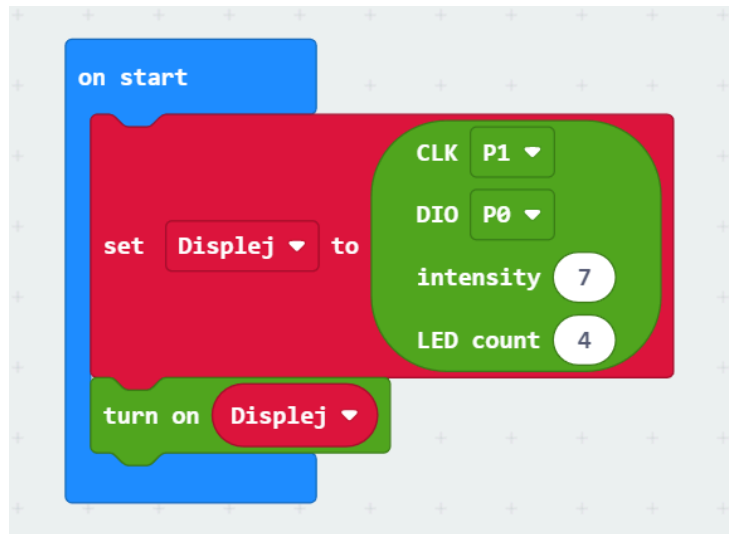 on start
CLK P1
DIO P0
set Displej to
intensity 7
LED count 4
turn on Displej